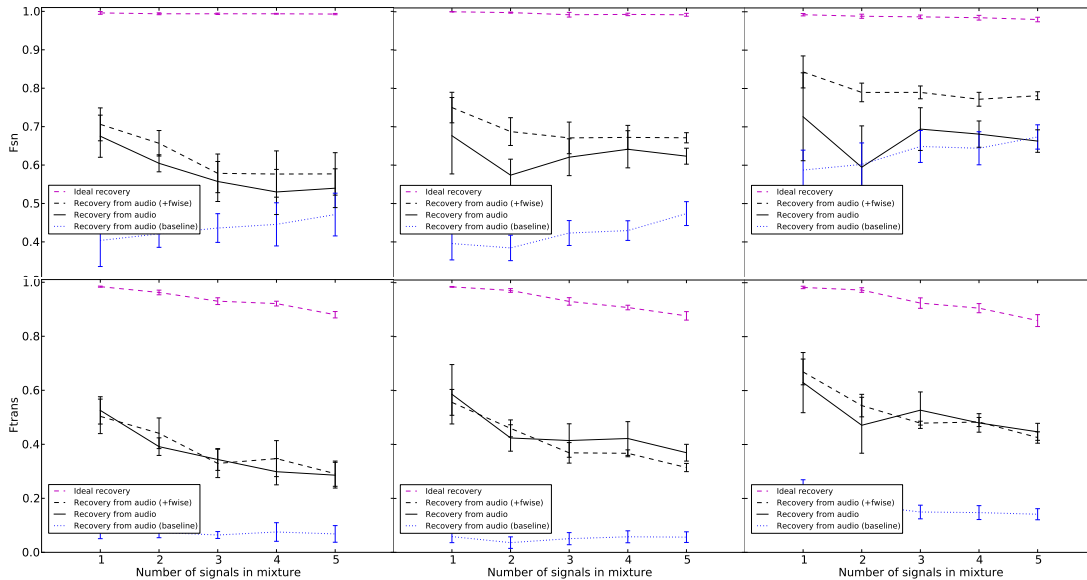 1.0
0.9
0.8
0.7
0.6
0.5
0.4
Fsn
Ideal recovery
Recovery from audio (+fwise)
Recovery from audio
Recovery from audio (baseline)
Ideal recovery
Recovery from audio (+fwise)
Recovery from audio
Recovery from audio (baseline)
Ideal recovery
Recovery from audio (+fwise)
Recovery from audio
Recovery from audio (baseline)
1.0
0.8
0.6
0.4
0.2
0.0
Ftrans
Ideal recovery
Recovery from audio (+fwise)
Recovery from audio
Recovery from audio (baseline)
Ideal recovery
Recovery from audio (+fwise)
Recovery from audio
Recovery from audio (baseline)
Ideal recovery
Recovery from audio (+fwise)
Recovery from audio
Recovery from audio (baseline)
1 2 3 4 5
1 2 3 4 5
1 2 3 4 5
Number of signals in mixture
Number of signals in mixture
Number of signals in mixture